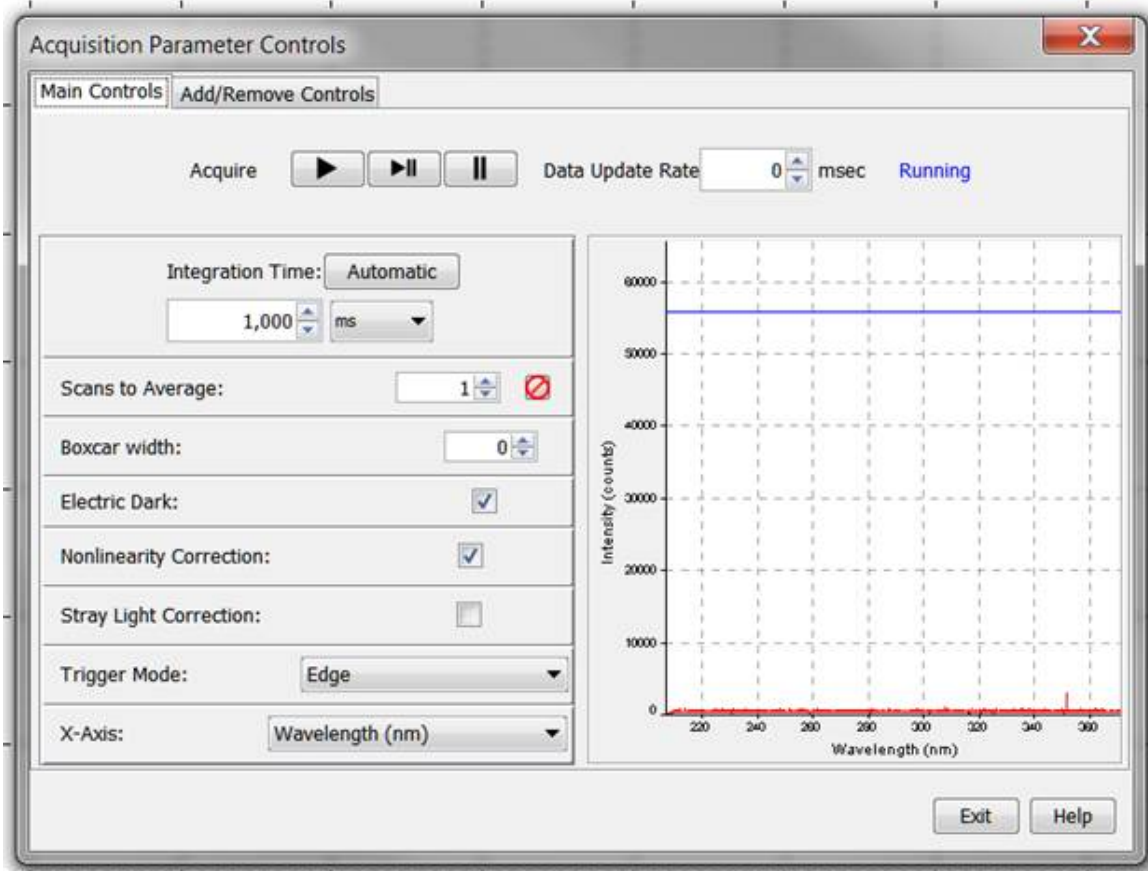 Acquisition Parameter Controls
X
Main Controls Add/Remove Controls
Acquire Data Update Rate 0 msec Running
Integration Time: Automatic
1,000 ms
Scans to Average: 1
Boxcar width: 0
Electric Dark:
Nonlinearity Correction:
Stray Light Correction:
Trigger Mode: Edge
X-Axis: Wavelength (nm)
Intensity (counts)
60000
50000
40000
30000
20000
10000
0
220 240 260 280 300 320 340 360
Wavelength (nm)
Exit Help